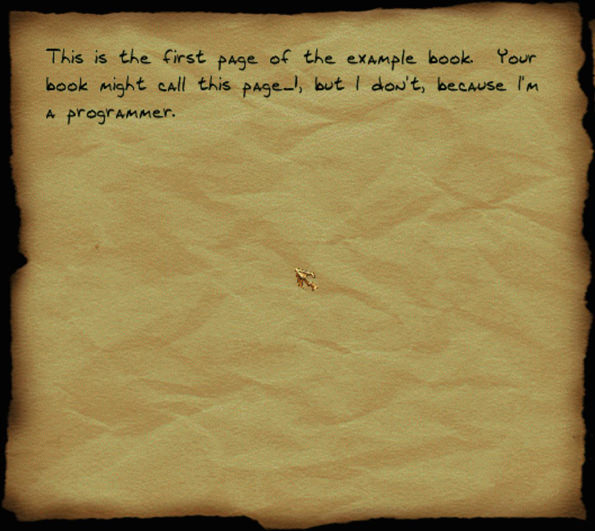 This is the first page of the example book.  Your
book might call this page_1, but I don't, because I'm
a programmer.